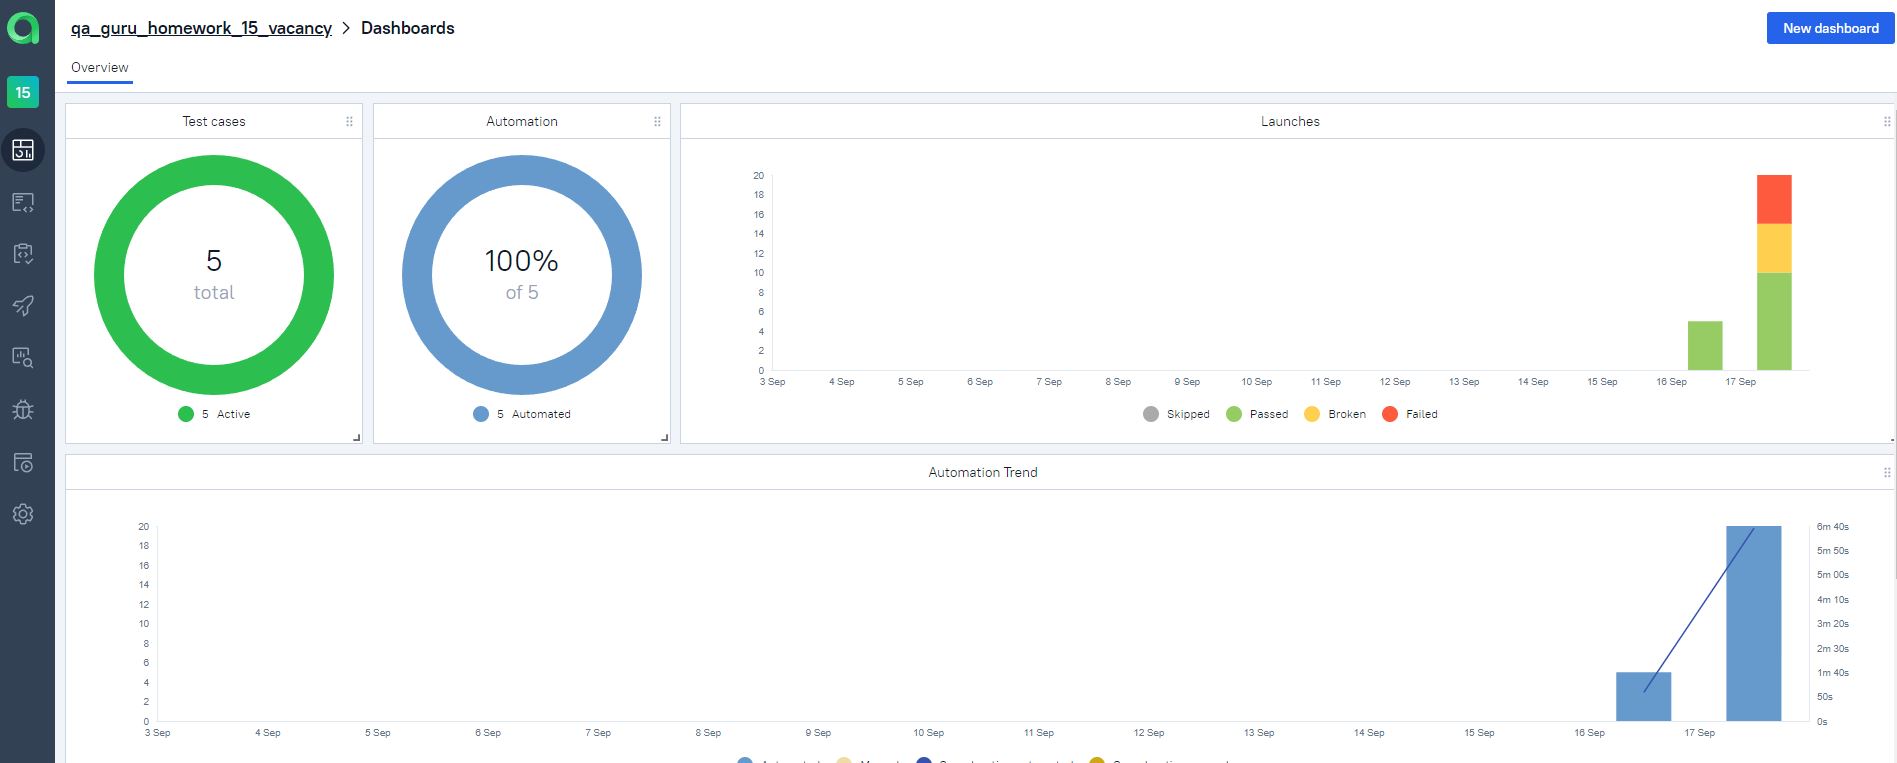 qa_guru_homework_15_vacancy > Dashboards
New dashboard
Overview
15
Test cases
5
total
5 Active
Automation
100%
of 5
5 Automated
Launches
20
18
16
14
12
10
8
6
4
2
0
3 Sep 4 Sep 5 Sep 6 Sep 7 Sep 8 Sep 9 Sep 10 Sep 11 Sep 12 Sep 13 Sep 14 Sep 15 Sep 16 Sep 17 Sep
Skipped Passed Broken Failed
Automation Trend
20
18
16
14
12
10
8
6
4
2
0
6m 40s
5m 50s
5m 00s
4m 10s
3m 20s
2m 30s
1m 40s
50s
0s
3 Sep 4 Sep 5 Sep 6 Sep 7 Sep 8 Sep 9 Sep 10 Sep 11 Sep 12 Sep 13 Sep 14 Sep 15 Sep 16 Sep 17 Sep